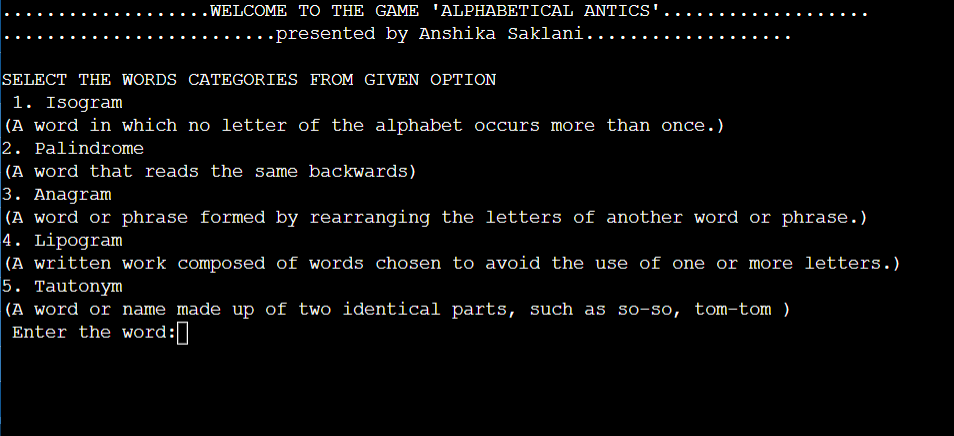 ...................WELCOME TO THE GAME 'ALPHABETICAL ANTICS'...................
.........................presented by Anshika Saklani...................
SELECT THE WORDS CATEGORIES FROM GIVEN OPTION
1. Isogram
(A word in which no letter of the alphabet occurs more than once.)
2. Palindrome
(A word that reads the same backwards)
3. Anagram
(A word or phrase formed by rearranging the letters of another word or phrase.)
4. Lipogram
(A written work composed of words chosen to avoid the use of one or more letters.)
5. Tautonym
(A word or name made up of two identical parts, such as so-so, tom-tom )
Enter the word: